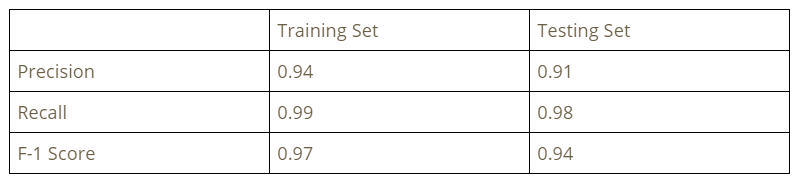 Training Set Testing Set
Precision 0.94 0.91
Recall 0.99 0.98
F-1 Score 0.97 0.94